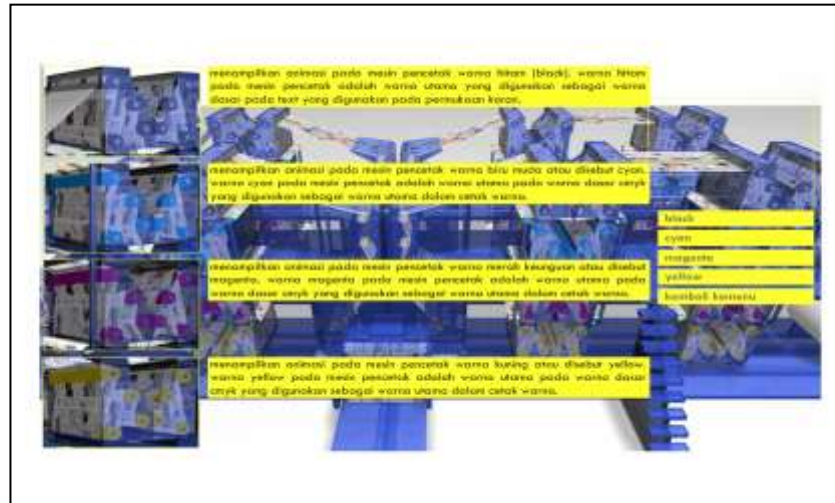 menampilkan animasi pada mesin pencetak warna hitam (black). warna hitam
pada mesin pencetak adalah warna utama yang digunakan sebagai warna
dasar pada text yang digunakan pada permukaan koran.
menampilkan animasi pada mesin pencetak warna biru muda atau disebut cyan.
warna cyan pada mesin pencetak adalah warna utama pada warna dasar cmyk
yang digunakan sebagai warna utama dalam cetak warna.
black
cyan
magenta
yellow
kembali kemenu
menampilkan animasi pada mesin pencetak warna merah keunguan atau disebut
magenta. warna magenta pada mesin pencetak adalah warna utama pada
warna dasar cmyk yang digunakan sebagai warna utama dalam cetak warna.
menampilkan animasi pada mesin pencetak warna kuning atau disebut yellow.
warna yellow pada mesin pencetak adalah warna utama pada warna dasar
cmyk yang digunakan sebagai warna utama dalam cetak warna.